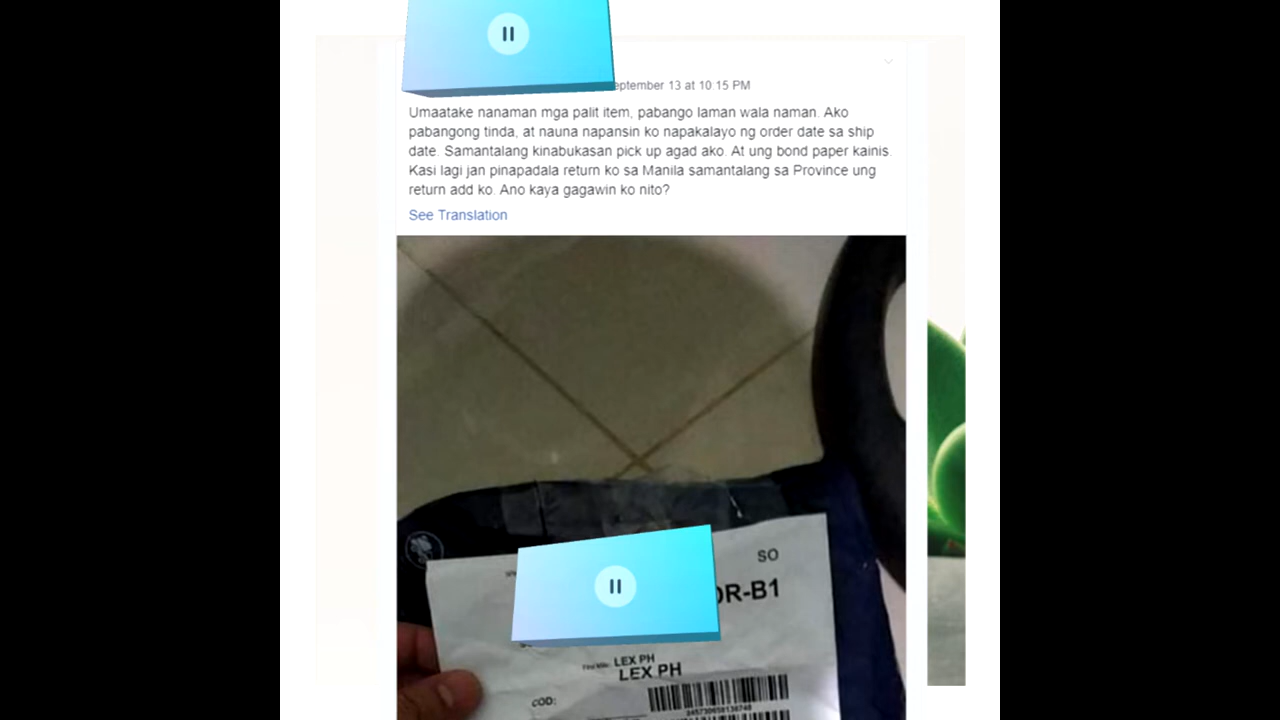 eptember 13 at 10:15 PM
Umaatake nanaman mga palit item, pabango laman wala naman. Ako
pabangong tinda, at nauna napansin ko napakalayo ng order date sa ship
date. Samantalang kinabukasan pick up agad ako. At ung bond paper kainis.
Kasi lagi jan pinapadala return ko sa Manila samantalang sa Province ung
return add ko. Ano kaya gagawin ko nito?
See Translation
SO
OR-B1
LEX PH
LEX PH
COD: